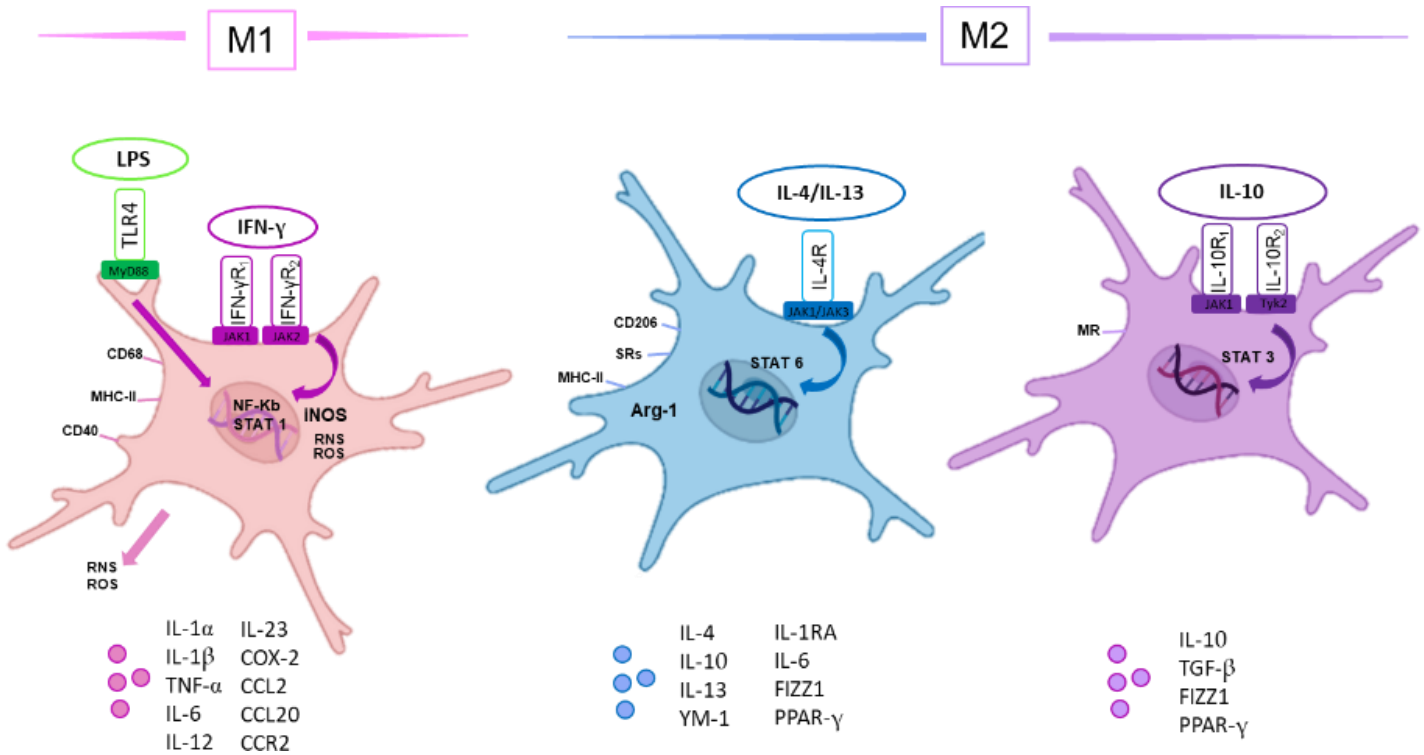 M1
M2
LPS
TLR4
MyD88
IFN-γ
IFN-γR1
IFN-γR2
JAK1
JAK2
CD68
MHC-II
CD40
NF-Kb
STAT 1
INOS
RNS
ROS
RNS
ROS
IL-1α
IL-1β
TNF-α
IL-6
IL-12
IL-23
COX-2
CCL2
CCL20
CCR2
IL-4/IL-13
IL-4R
JAK1/JAK3
CD206
SRs
MHC-II
STAT 6
Arg-1
IL-4
IL-10
IL-13
YM-1
IL-1RA
IL-6
FIZZ1
PPAR-γ
IL-10
IL-10R1
IL-10R2
JAK1
Tyk2
MR
STAT 3
IL-10
TGF-β
FIZZ1
PPAR-γ